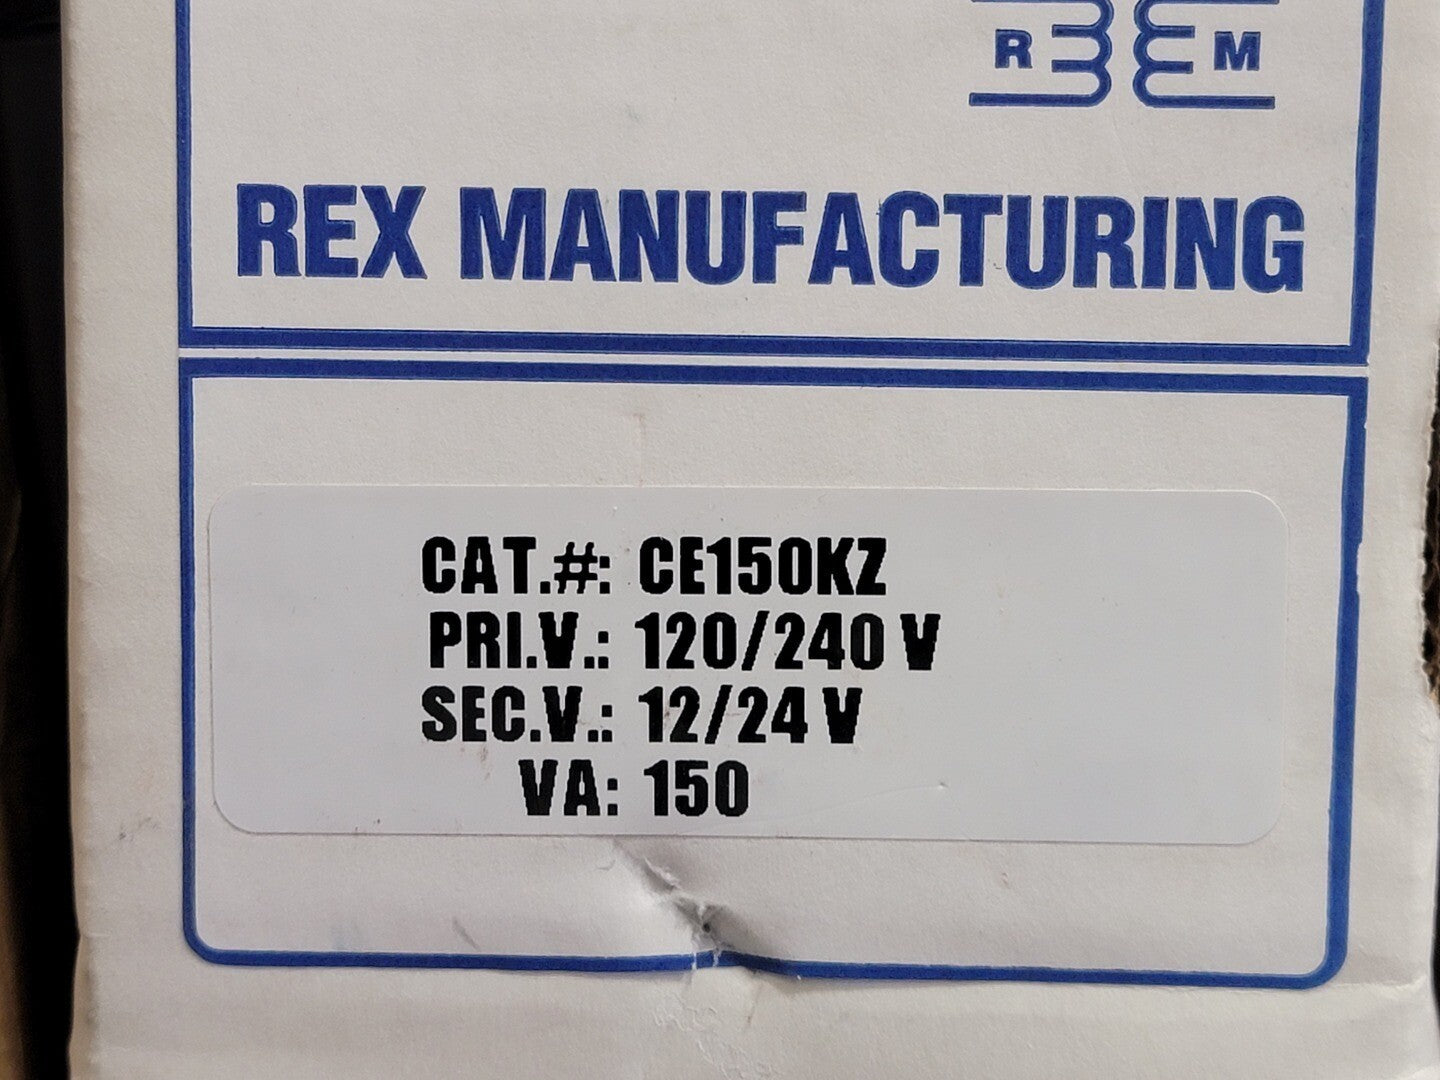 R M
REX MANUFACTURING
CAT.#: CE150KZ
PRI.V.: 120/240 V
SEC.V.: 12/24 V
VA: 150